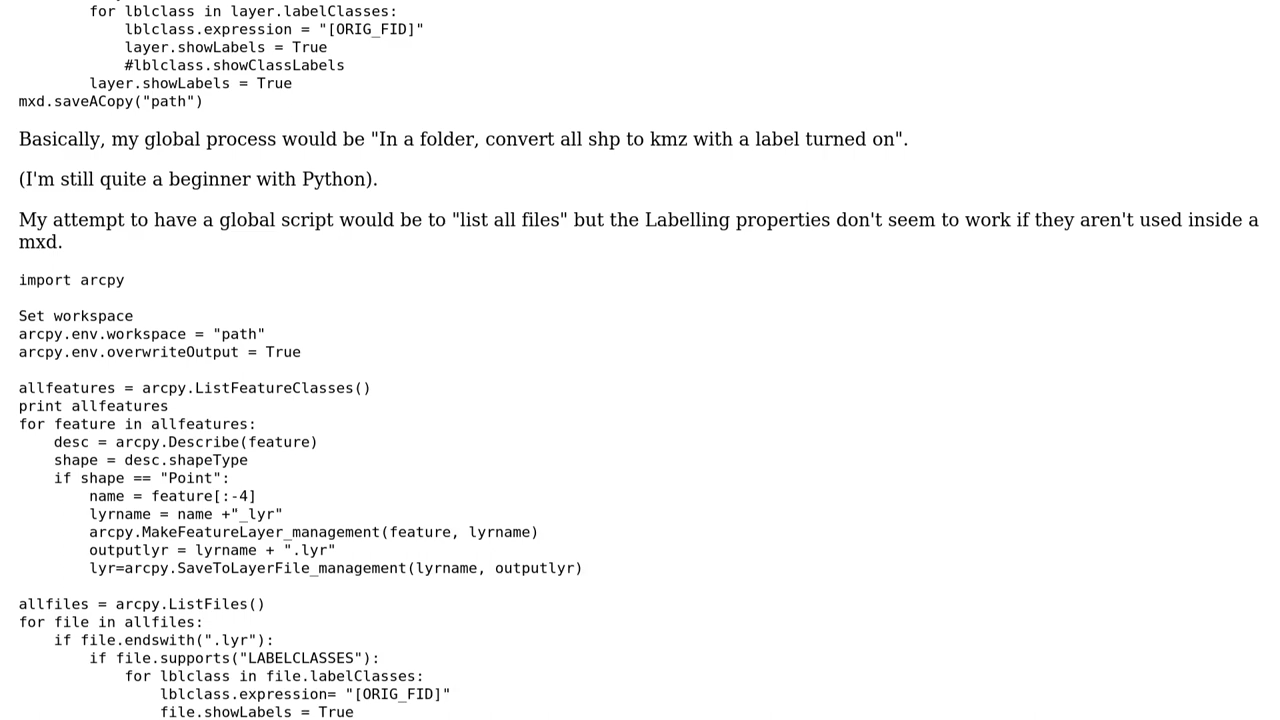 for lblclass in layer.labelClasses:
            lblclass.expression = "[ORIG_FID]"
            layer.showLabels = True
            #lblclass.showClassLabels
        layer.showLabels = True
mxd.saveACopy("path")
Basically, my global process would be "In a folder, convert all shp to kmz with a label turned on".
(I'm still quite a beginner with Python).
My attempt to have a global script would be to "list all files" but the Labelling properties don't seem to work if they aren't used inside a
mxd.
import arcpy
Set workspace
arcpy.env.workspace = "path"
arcpy.env.overwriteOutput = True
allfeatures = arcpy.ListFeatureClasses()
print allfeatures
for feature in allfeatures:
    desc = arcpy.Describe(feature)
    shape = desc.shapeType
    if shape == "Point":
        name = feature[:-4]
        lyrname = name +"_lyr"
        arcpy.MakeFeatureLayer_management(feature, lyrname)
        outputlyr = lyrname + ".lyr"
        lyr=arcpy.SaveToLayerFile_management(lyrname, outputlyr)
allfiles = arcpy.ListFiles()
for file in allfiles:
    if file.endswith(".lyr"):
        if file.supports("LABELCLASSES"):
            for lblclass in file.labelClasses:
                lblclass.expression= "[ORIG_FID]"
                file.showLabels = True